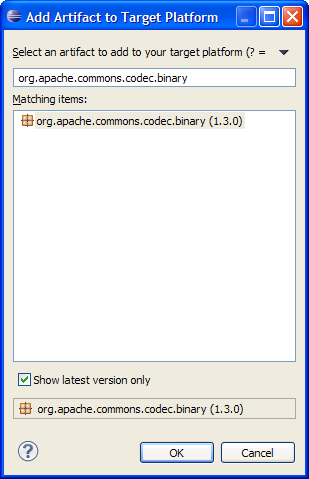 Add Artifact to Target Platform
Select an artifact to add to your target platform (? =
org.apache.commons.codec.binary
Matching items:
org.apache.commons.codec.binary (1.3.0)
Show latest version only
org.apache.commons.codec.binary (1.3.0)
OK Cancel